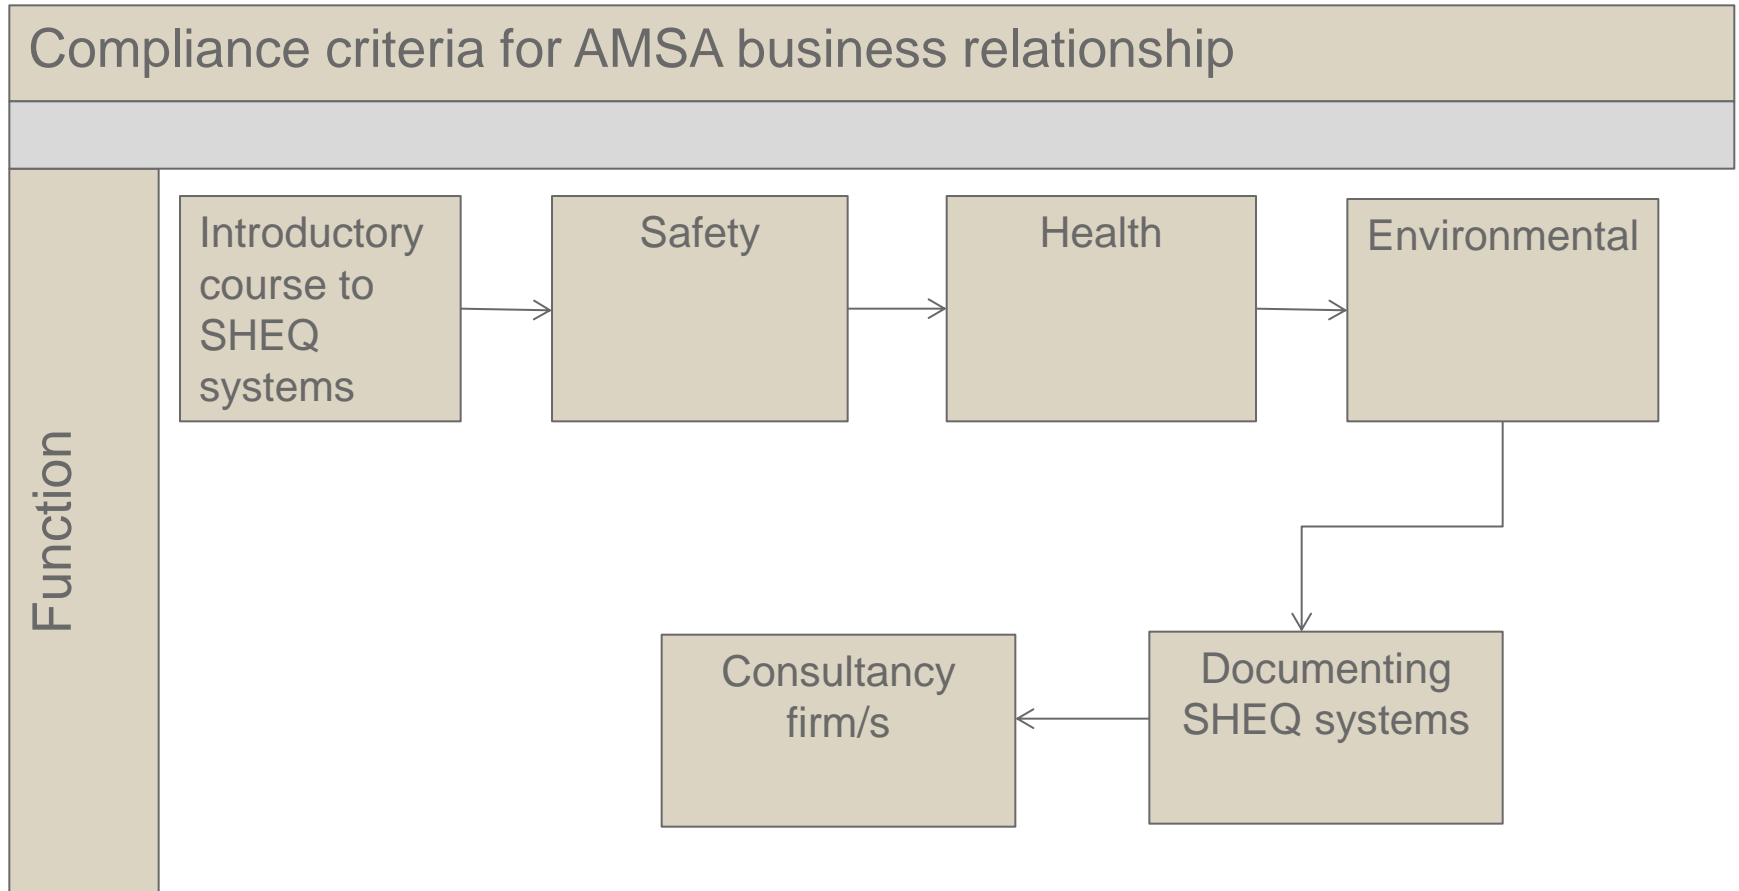 Compliance criteria for AMSA business relationship
Function
Introductory
course to
SHEQ
systems
Safety
Health
Environmental
Documenting
SHEQ systems
Consultancy
firm/s